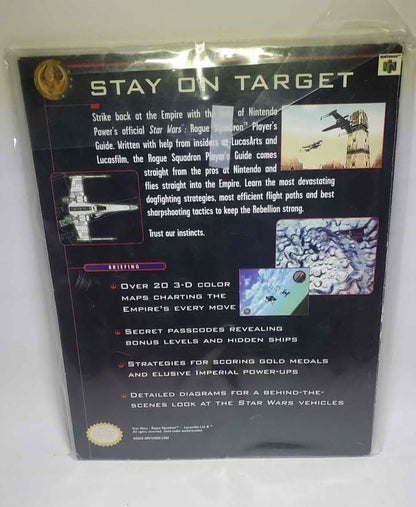 STAY ON TARGET
Strike back at the Empire with the of Nintendo
Power's official Star Wars: Rogue Squadron™ Player's
Guide. Written with help from insiders at LucasArts and
Lucasfilm, the Rogue Squadron Player's Guide comes
straight from the pros at Nintendo and
flies straight into the Empire. Learn the most devastating
dogfighting strategies, most efficient flight paths and best
sharpshooting tactics to keep the Rebellion strong.
Trust our instincts.
BRIEFING
OVER 20 3-D COLOR
MAPS CHARTING THE
EMPIRE'S EVERY MOVE
SECRET PASSCODES REVEALING
BONUS LEVELS AND HIDDEN SHIPS
STRATEGIES FOR SCORING GOLD MEDALS
AND ELUSIVE IMPERIAL POWER-UPS
DETAILED DIAGRAMS FOR A BEHIND-THE-
SCENES LOOK AT THE STAR WARS VEHICLES